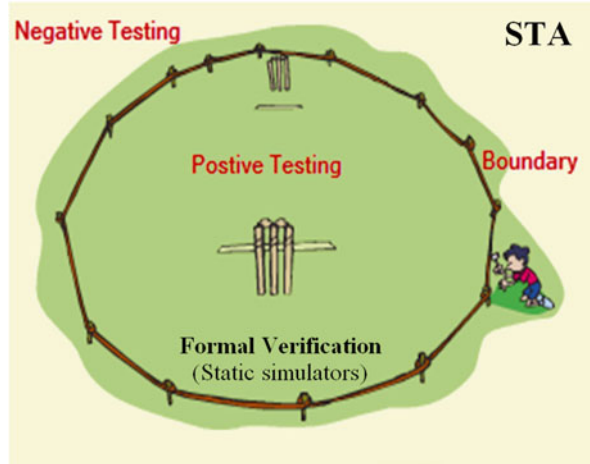 Negative Testing
STA
Postive Testing
Boundary
Formal Verification
(Static simulators)